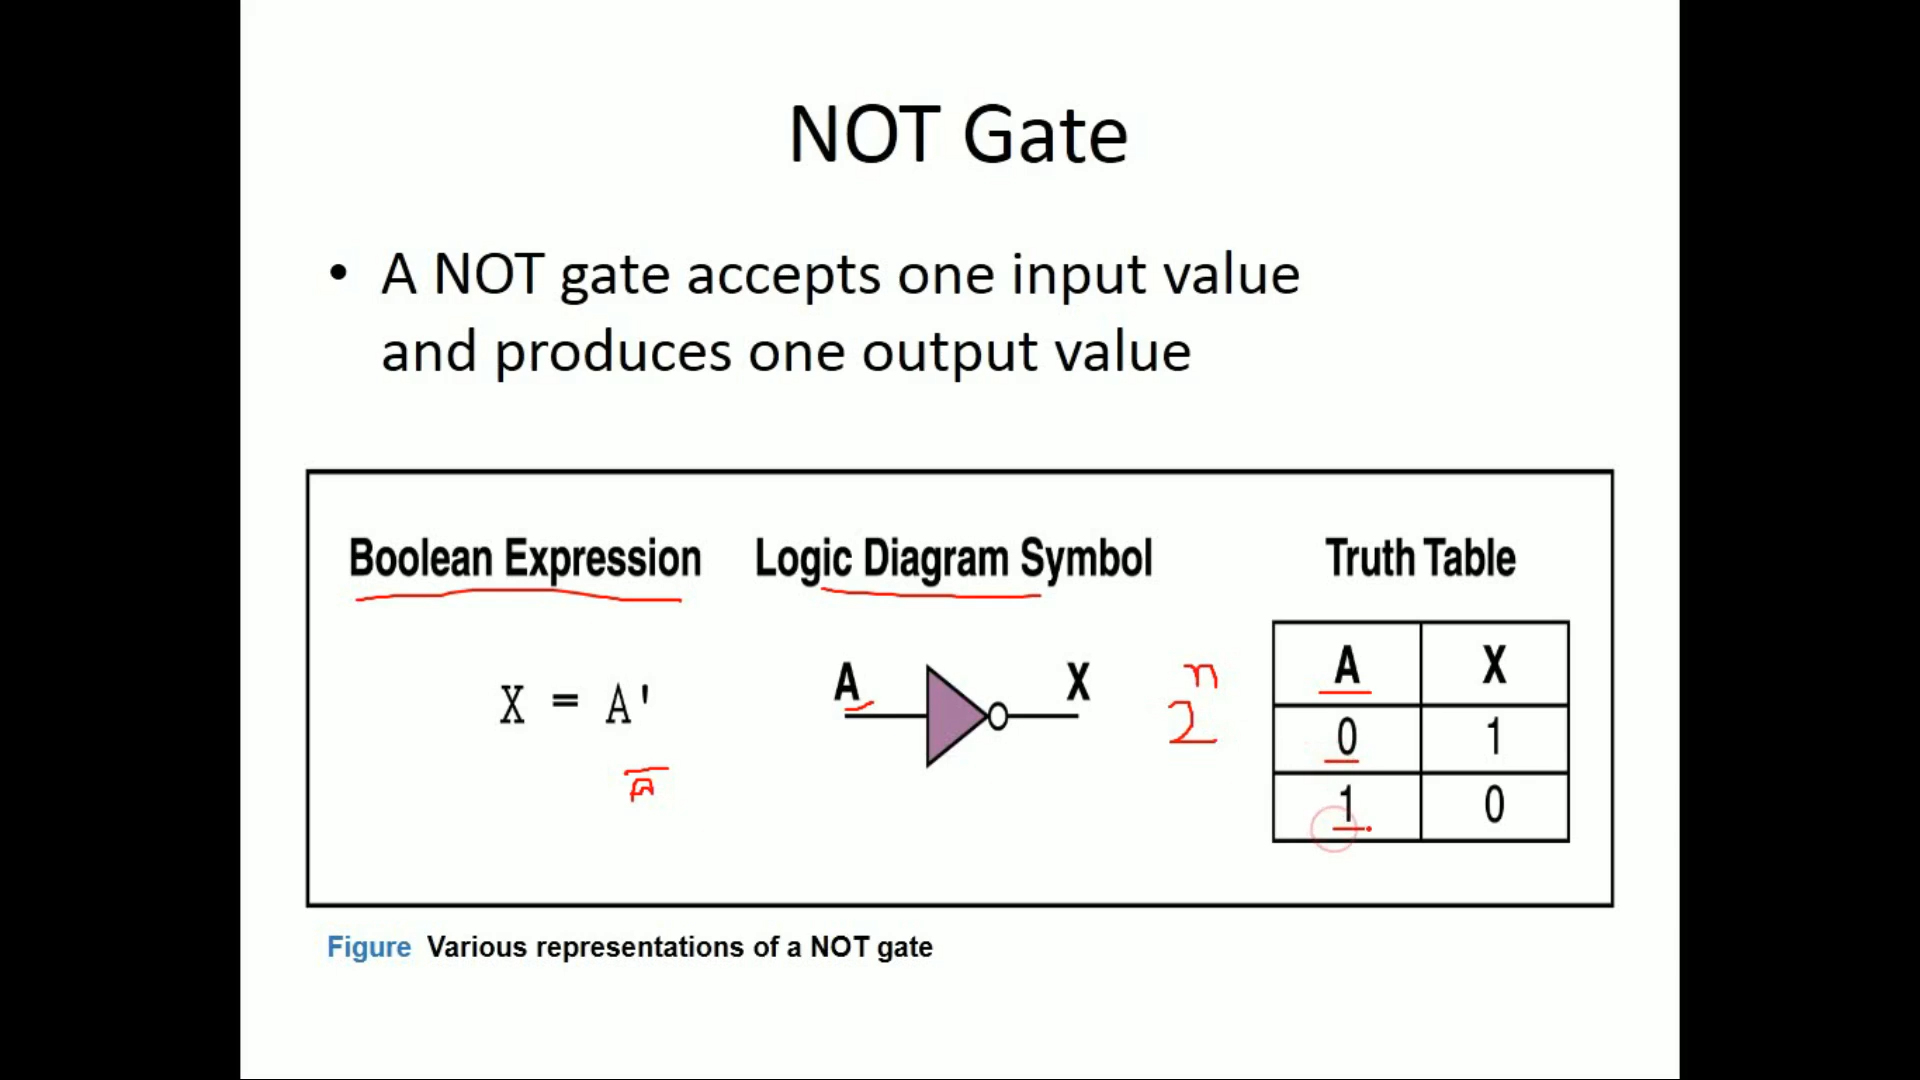 NOT Gate
• A NOT gate accepts one input value
and produces one output value
Boolean Expression
X = A'
A̅
Logic Diagram Symbol
A X
2ⁿ
Truth Table
A X
0 1
1 0
Figure Various representations of a NOT gate